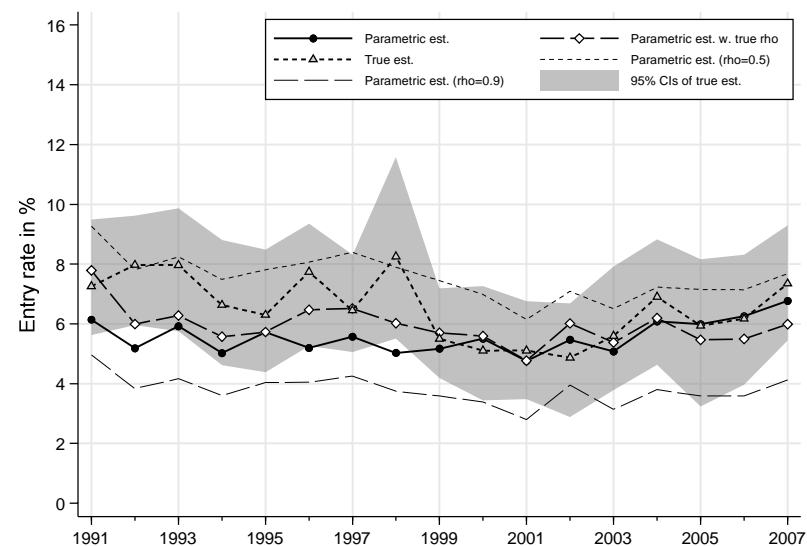 16
14
12
10
8
6
4
2
0
Entry rate in %
Parametric est.
Parametric est. w. true rho
True est.
Parametric est. (rho=0.5)
Parametric est. (rho=0.9)
95% CIs of true est.
1991 1993 1995 1997 1999 2001 2003 2005 2007